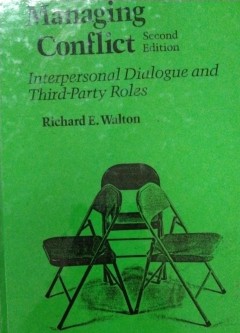 Managing
Conflict Second
Edition
Interpersonal Dialogue and
Third-Party Roles
Richard E. Walton